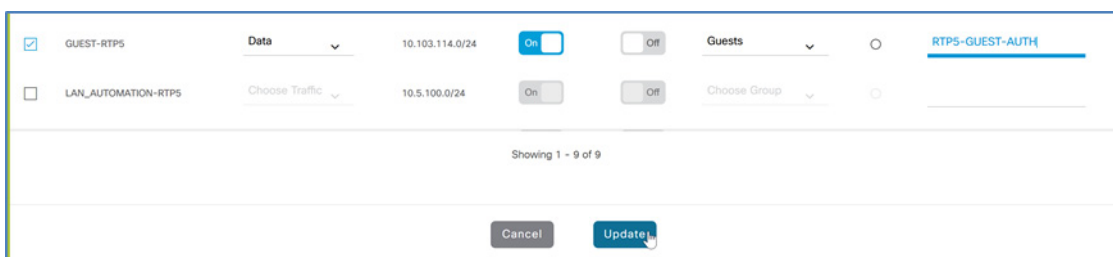 GUEST-RTP5 Data 10.103.114.0/24 On Off Guests RTP5-GUEST-AUTH
LAN_AUTOMATION-RTP5 Choose Traffic 10.5.100.0/24 On Off Choose Group
Showing 1 - 9 of 9
Cancel Update